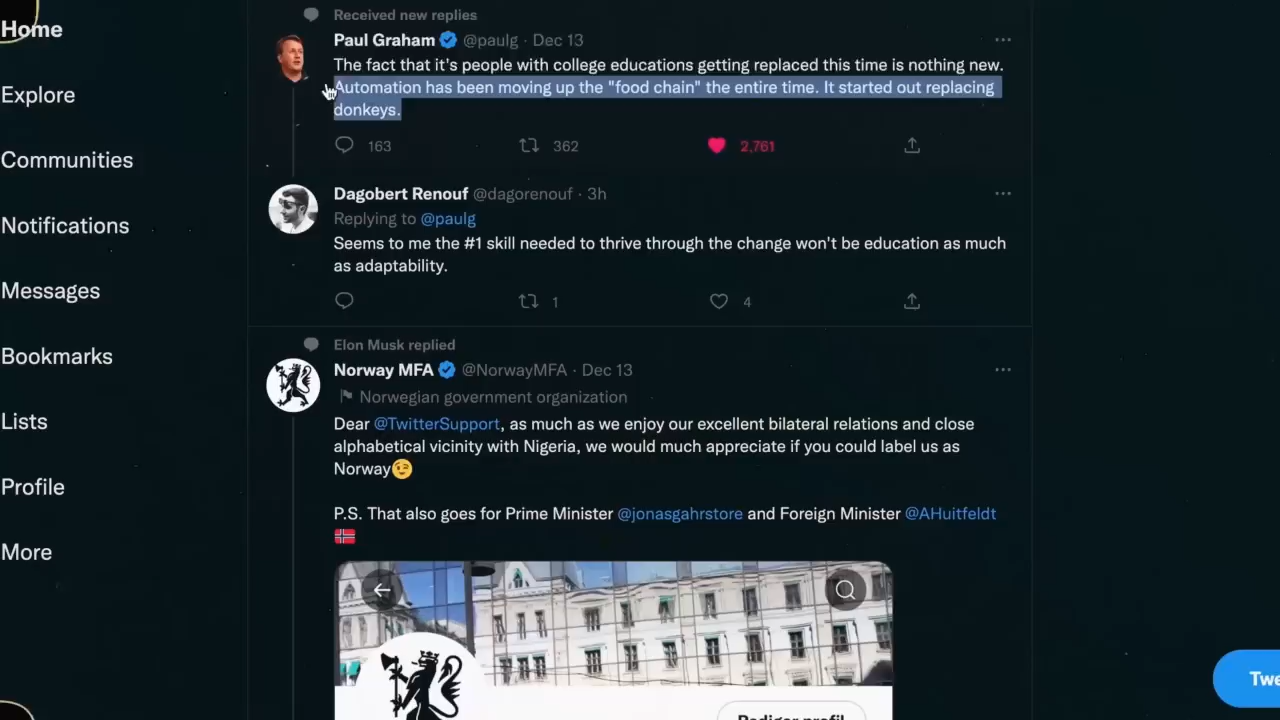 Home
Explore
Communities
Notifications
Messages
Bookmarks
Lists
Profile
More
Received new replies
Paul Graham @paulg · Dec 13
The fact that it's people with college educations getting replaced this time is nothing new.
Automation has been moving up the "food chain" the entire time. It started out replacing
donkeys.
163 362 2,761
Dagobert Renouf @dagorenouf · 3h
Replying to @paulg
Seems to me the #1 skill needed to thrive through the change won't be education as much
as adaptability.
1 4
Elon Musk replied
Norway MFA @NorwayMFA · Dec 13
Norwegian government organization
Dear @TwitterSupport, as much as we enjoy our excellent bilateral relations and close
alphabetical vicinity with Nigeria, we would much appreciate if you could label us as
Norway😉
P.S. That also goes for Prime Minister @jonasgahrstore and Foreign Minister @AHuitfeldt
🇳🇴
Rediger profil
Twe